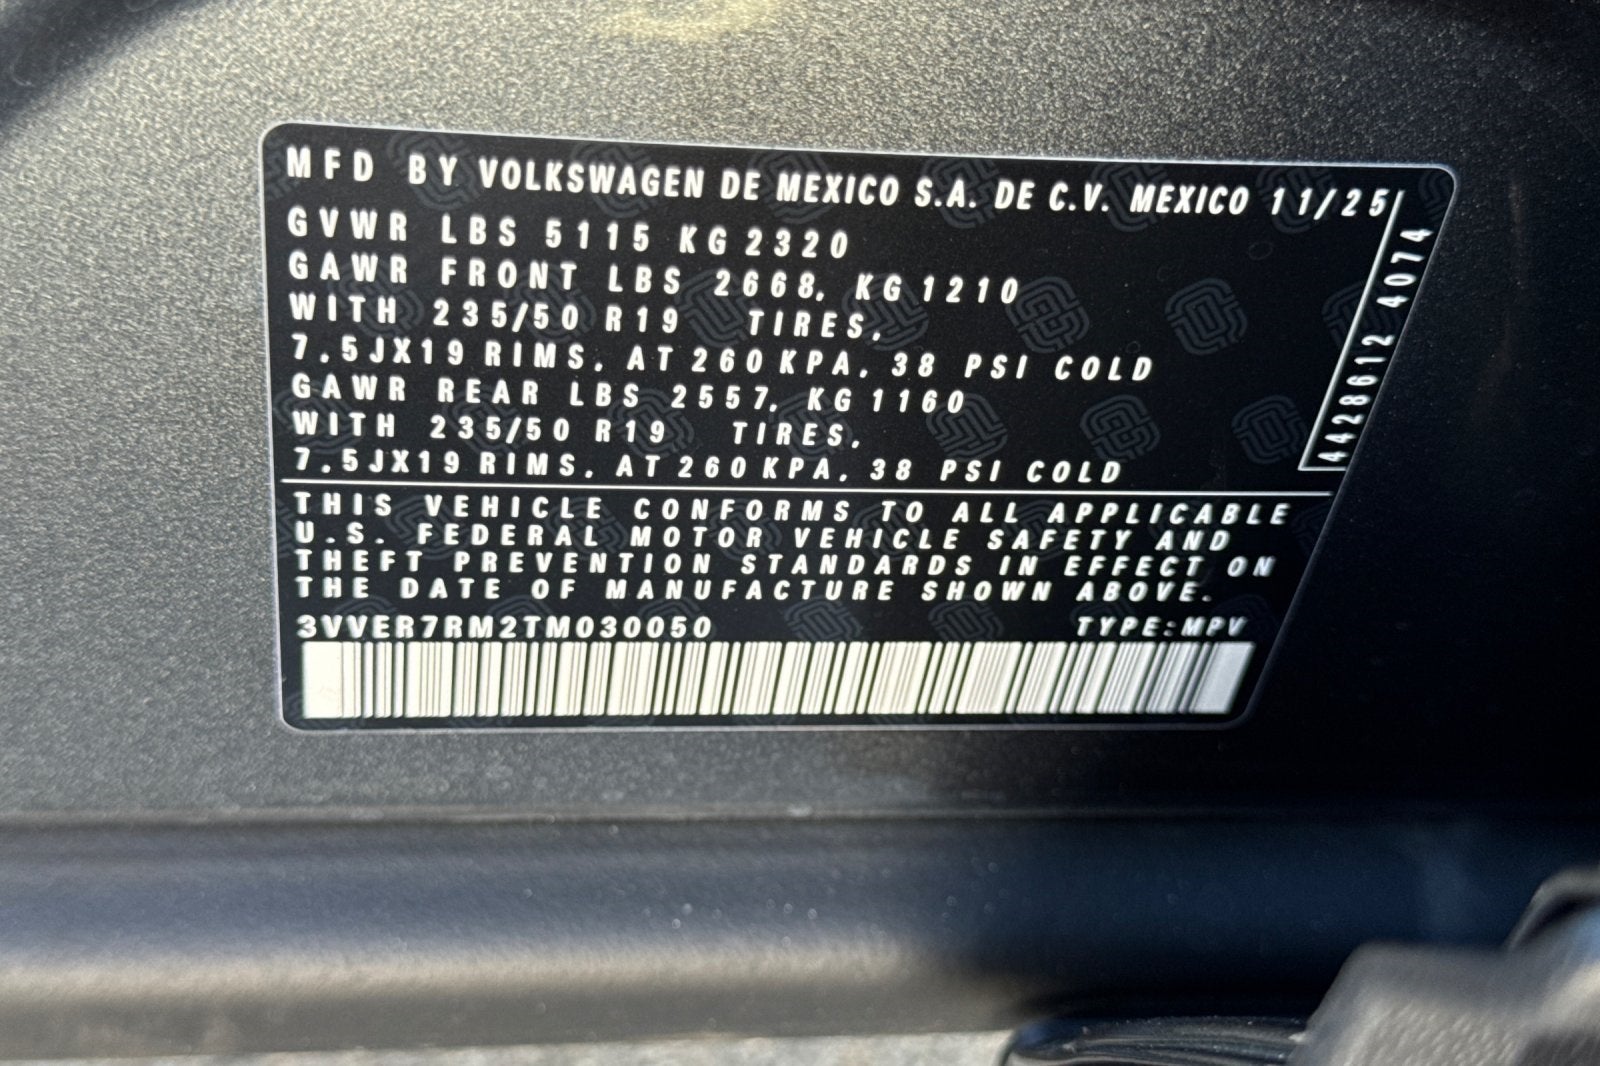 MFD BY VOLKSWAGEN DE MEXICO S.A. DE C.V. MEXICO 11/25
GVWR LBS 5115 KG 2320
GAWR FRONT LBS 2668, KG 1210
WITH 235/50 R19 TIRES,
7.5JX19 RIMS, AT 260 KPA, 38 PSI COLD
GAWR REAR LBS 2557, KG 1160
WITH 235/50 R19 TIRES,
7.5JX19 RIMS, AT 260 KPA, 38 PSI COLD
4428612 4074
THIS VEHICLE CONFORMS TO ALL APPLICABLE
U.S. FEDERAL MOTOR VEHICLE SAFETY AND
THEFT PREVENTION STANDARDS IN EFFECT ON
THE DATE OF MANUFACTURE SHOWN ABOVE.
3VVER7RM2TM030050 TYPE:MPV